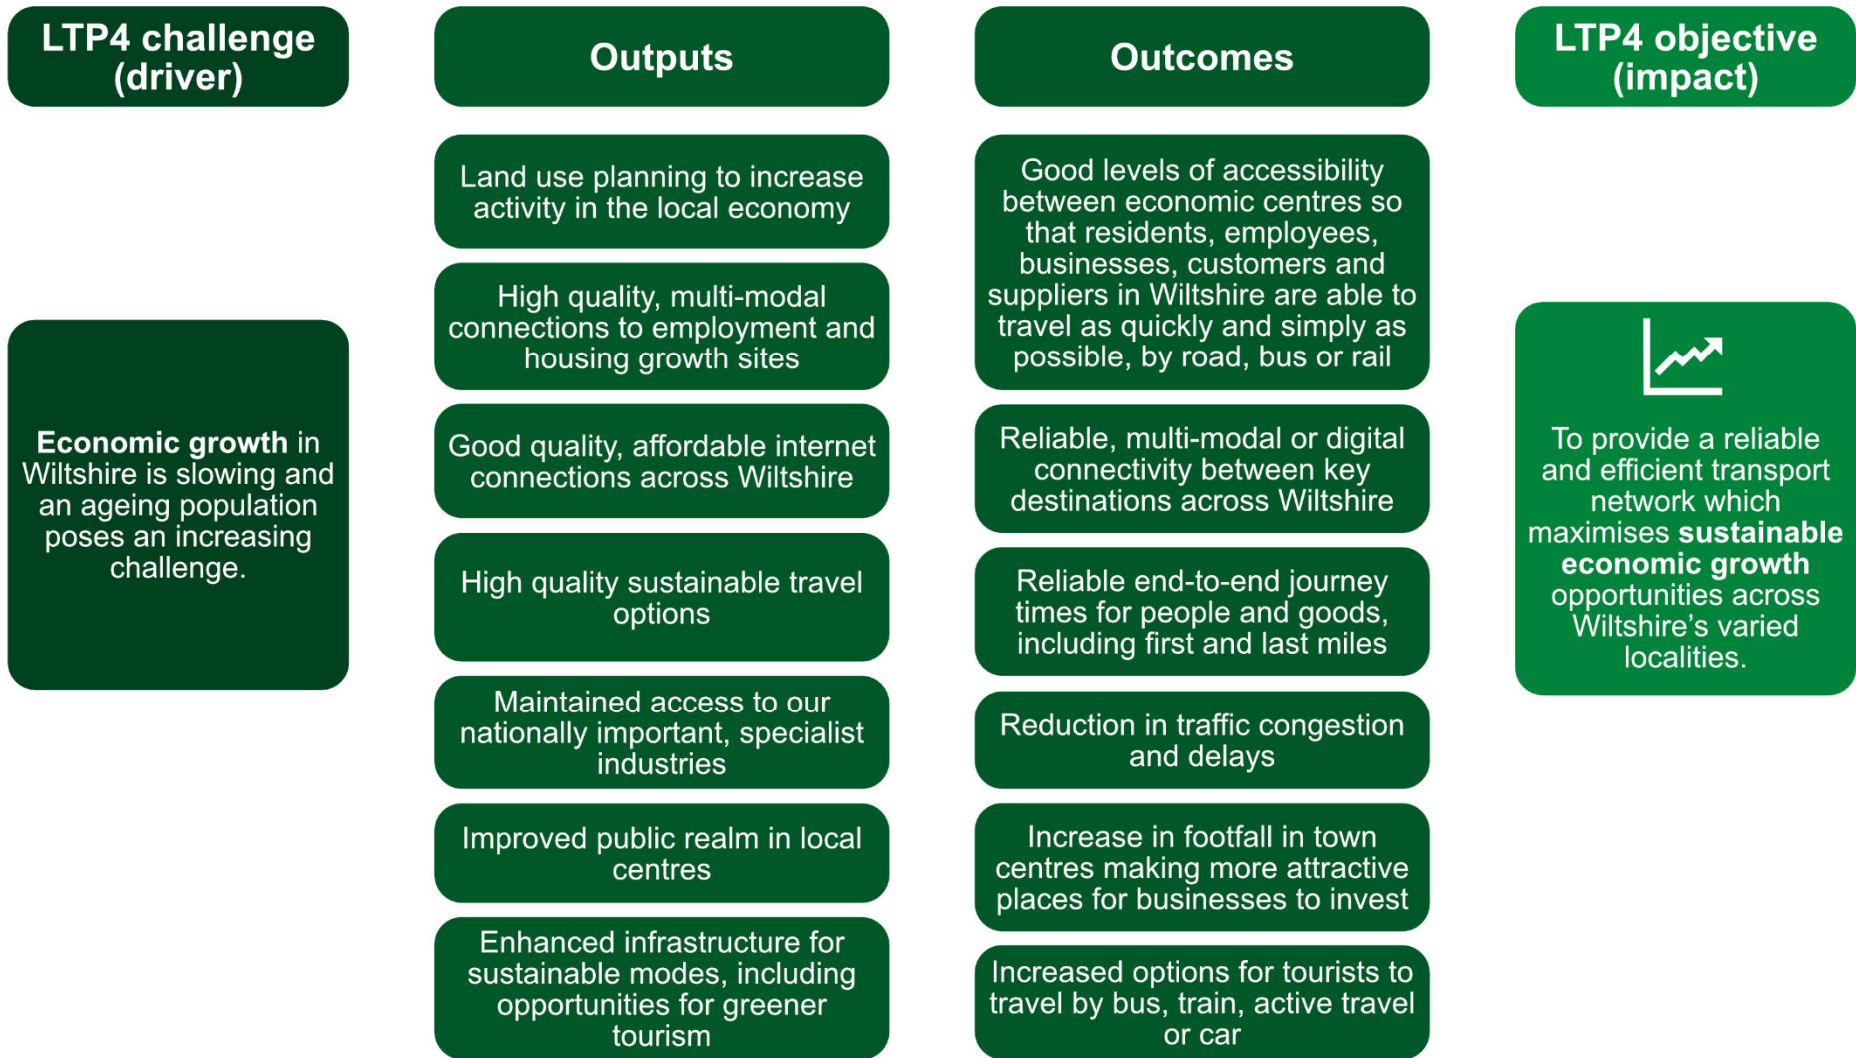 LTP4 challenge
(driver)
Economic growth in
Wiltshire is slowing and
an ageing population
poses an increasing
challenge.
Outputs
Land use planning to increase
activity in the local economy
High quality, multi-modal
connections to employment and
housing growth sites
Good quality, affordable internet
connections across Wiltshire
High quality sustainable travel
options
Maintained access to our
nationally important, specialist
industries
Improved public realm in local
centres
Enhanced infrastructure for
sustainable modes, including
opportunities for greener
tourism
Outcomes
Good levels of accessibility
between economic centres so
that residents, employees,
businesses, customers and
suppliers in Wiltshire are able to
travel as quickly and simply as
possible, by road, bus or rail
Reliable, multi-modal or digital
connectivity between key
destinations across Wiltshire
Reliable end-to-end journey
times for people and goods,
including first and last miles
Reduction in traffic congestion
and delays
Increase in footfall in town
centres making more attractive
places for businesses to invest
Increased options for tourists to
travel by bus, train, active travel
or car
LTP4 objective
(impact)
To provide a reliable
and efficient transport
network which
maximises sustainable
economic growth
opportunities across
Wiltshire’s varied
localities.